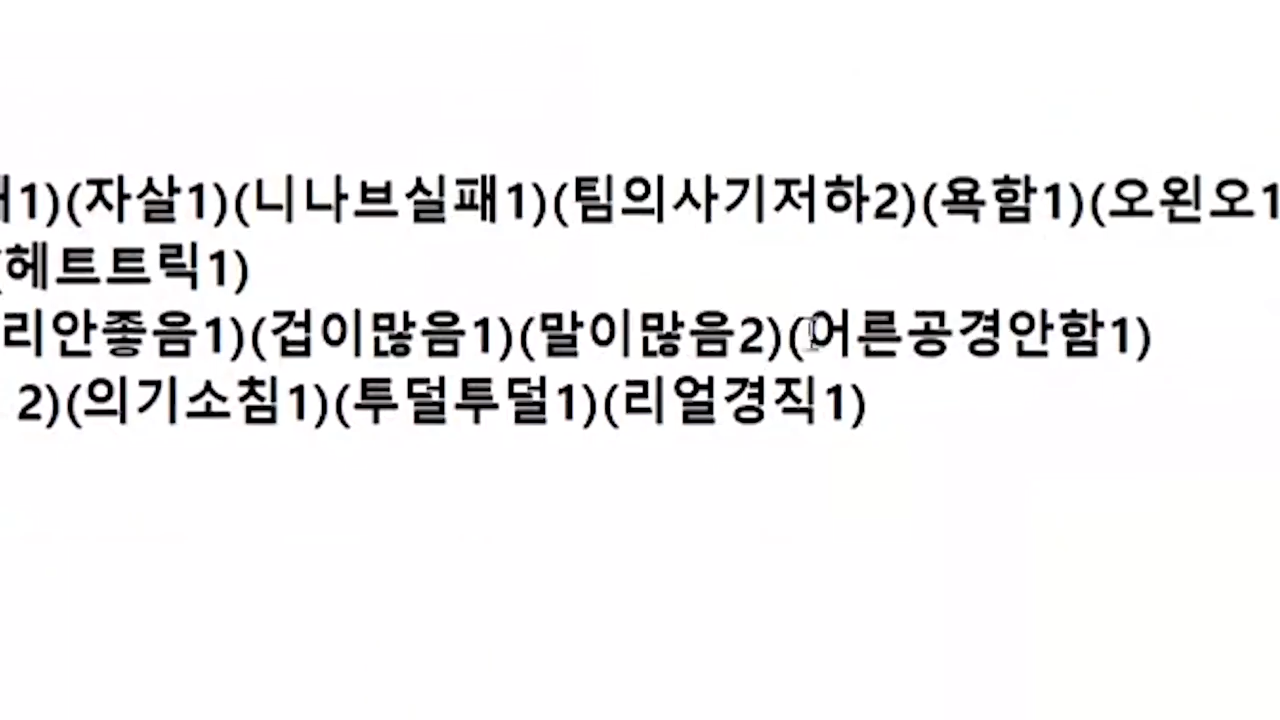 1)(자살1)(니나브실패1)(팀의사기저하2)(욕함1)(오왼오1
(헤트트릭1)
리안좋음1)(겁이많음1)(말이많음2)(어른공경안함1)
2)(의기소침1)(투덜투덜1)(리얼경직1)